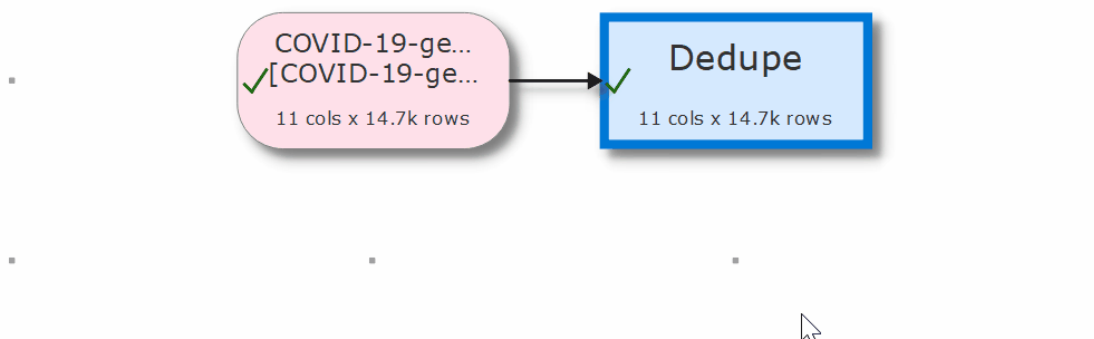 COVID-19-ge...
[COVID-19-ge...
11 cols x 14.7k rows
Dedupe
11 cols x 14.7k rows